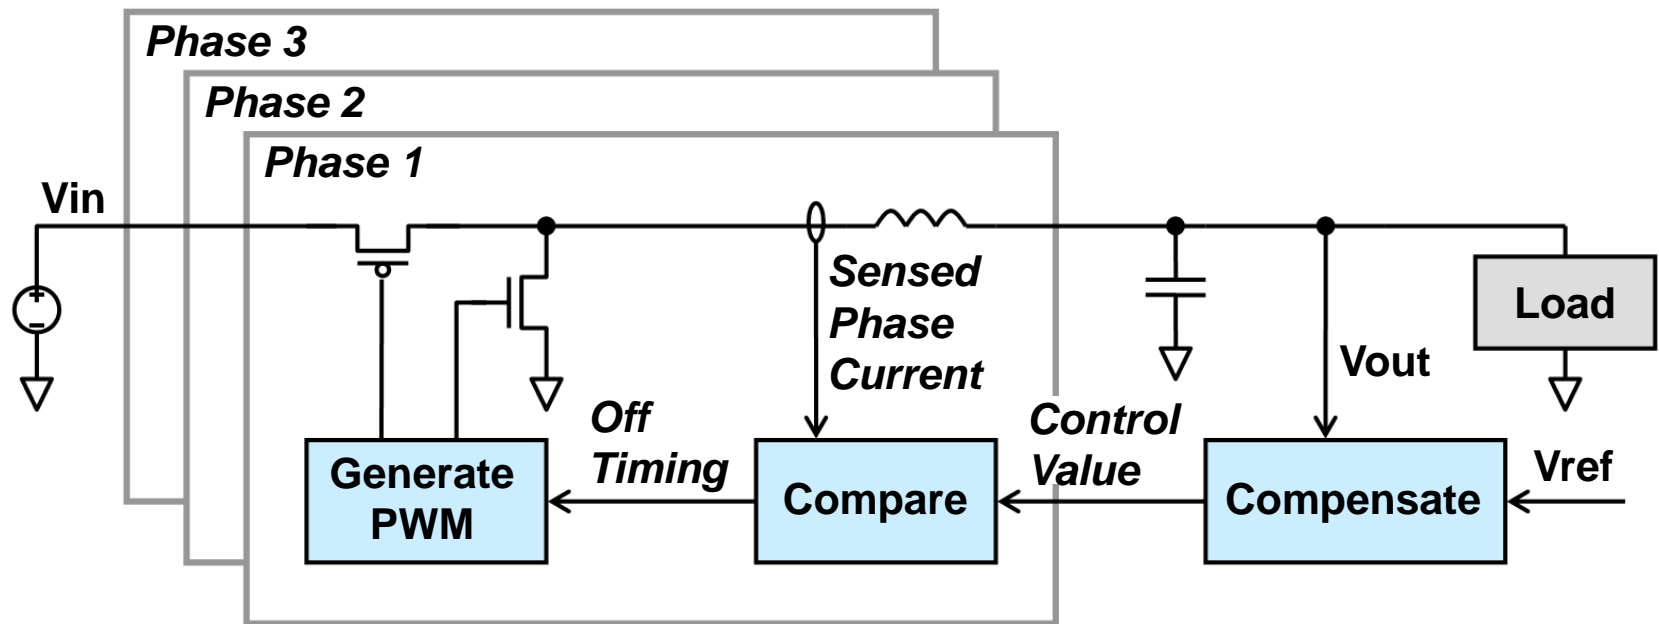 Phase 3
Phase 2
Phase 1
Vin
+
-
Sensed
Phase
Current
Load
Vout
Off
Timing
Control
Value
Generate
PWM
Compare
Compensate
Vref